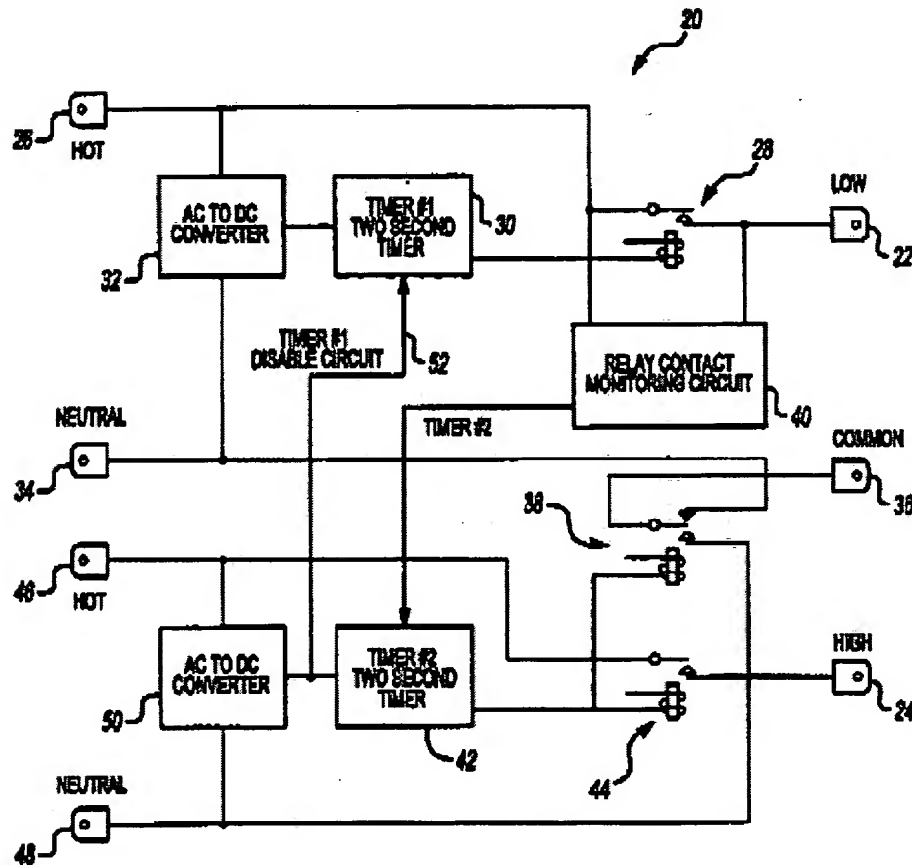 20
26
HOT
28
LOW
AC TO DC
CONVERTER
TIMER #1
TWO SECOND
TIMER
30
32
22
TIMER #1
DISABLE CIRCUIT
52
RELAY CONTACT
MONITORING CIRCUIT
40
NEUTRAL
TIMER #2
COMMON
34
36
38
46
HOT
AC TO DC
CONVERTER
TIMER #2
TWO SECOND
TIMER
HIGH
50
24
42
44
NEUTRAL
48